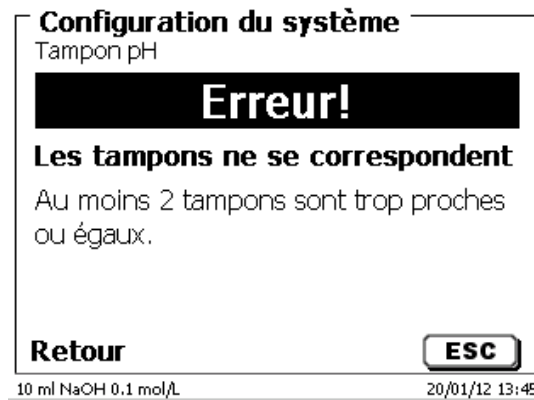 Configuration du système
Tampon pH
Erreur!
Les tampons ne se correspondent
Au moins 2 tampons sont trop proches
ou égaux.
Retour ESC
10 ml NaOH 0.1 mol/L 20/01/12 13:45